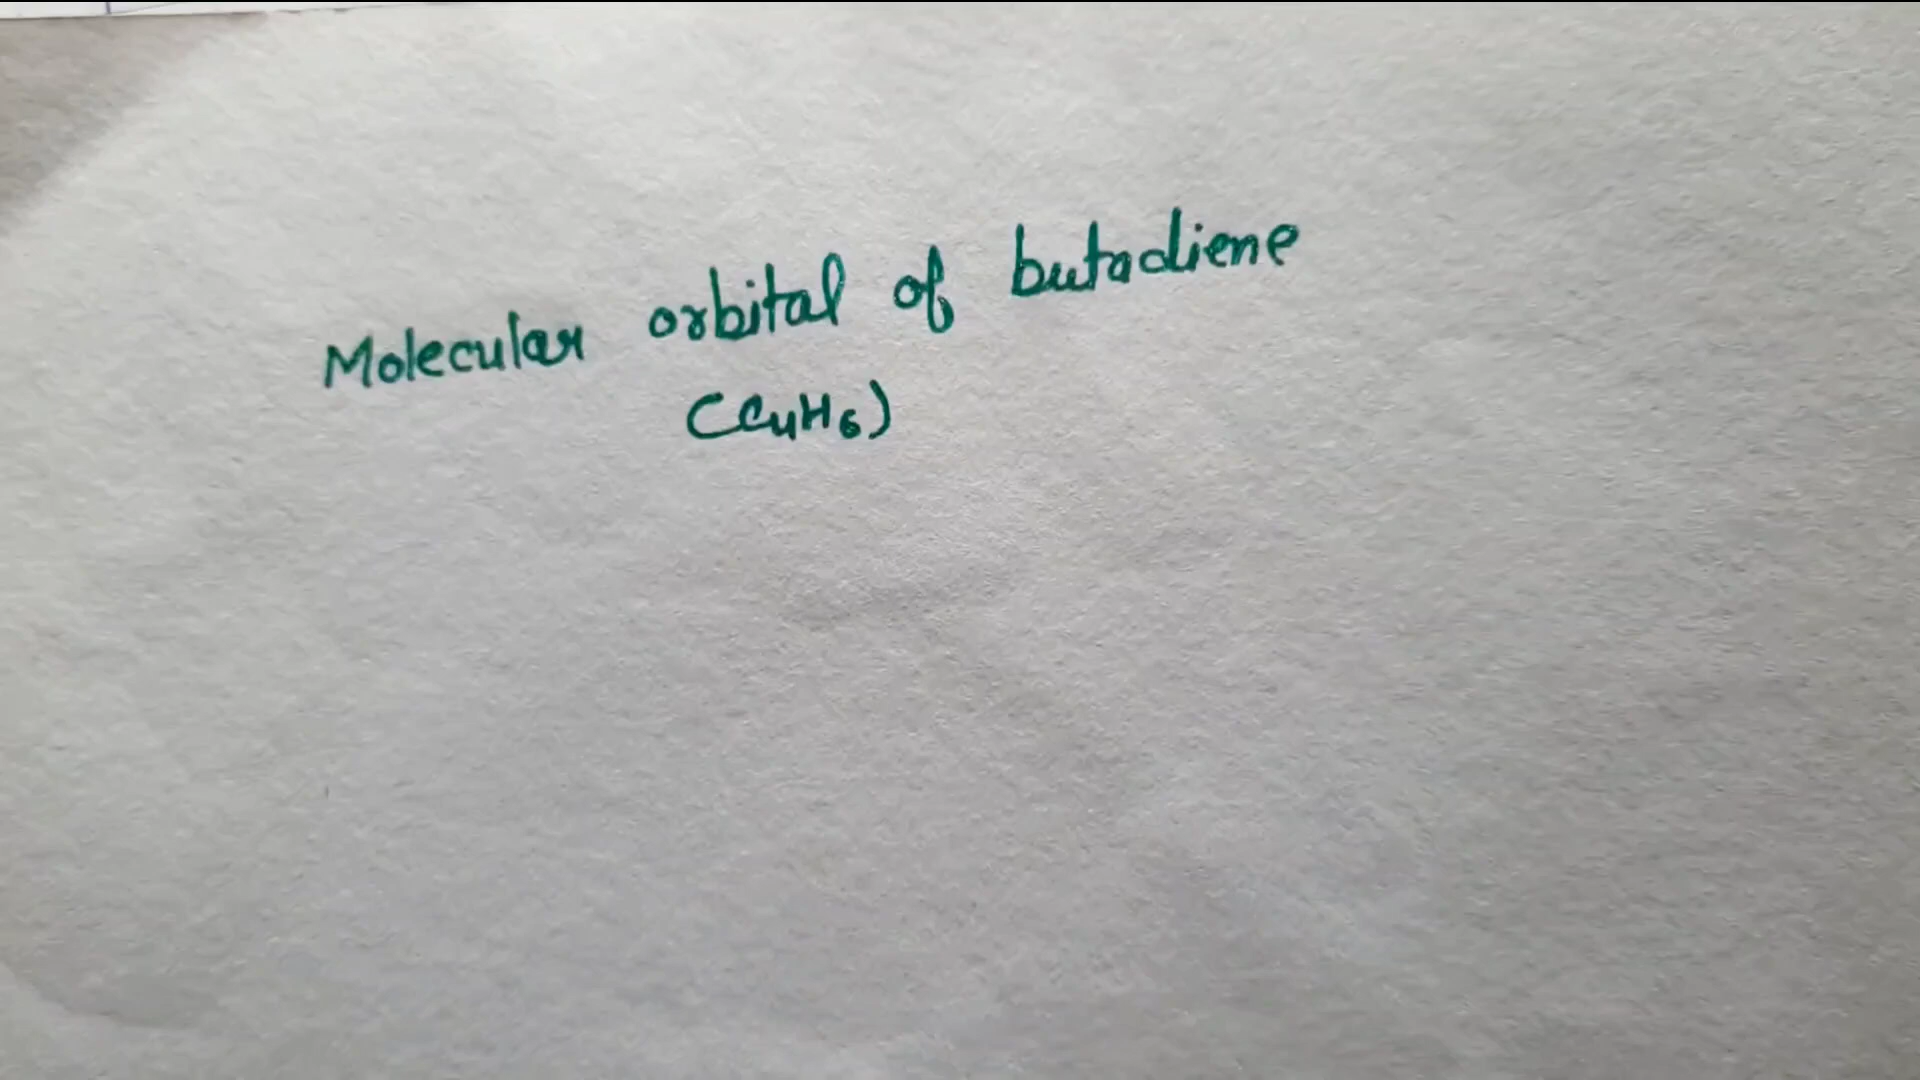 Molecular orbital of butadiene
(C₄H₆)